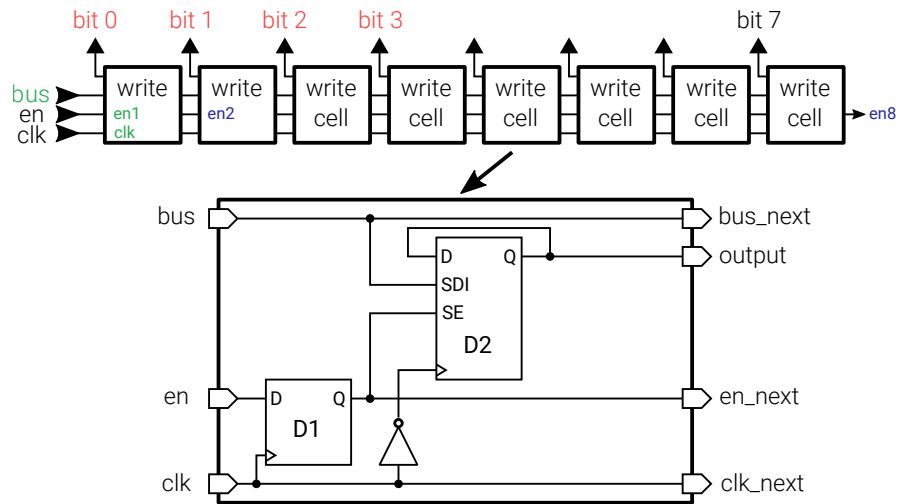 bit 0 bit 1 bit 2 bit 3 bit 7
write write write write write write write write
bus
en en1 en2 cell cell cell cell cell cell en8
clk clk
bus bus_next
D Q output
SDI
SE
D2
en D Q en_next
D1
clk clk_next